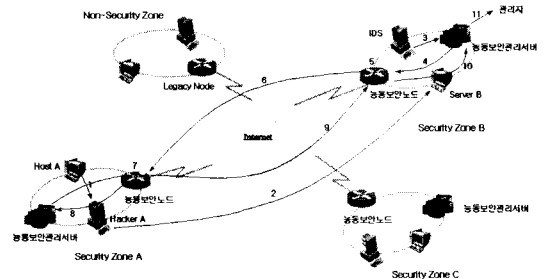 11
관리자
Non-Security Zone
IDS
3
능동보안관리서버
5
4
10
Legacy Node
6
능동보안노드
Server B
Internet
9
Security Zone B
Host A
7
1
2
8
Hacker A
능동보안노드
능동보안노드
능동보안관리서버
능동보안관리서버
Security Zone A
Security Zone C